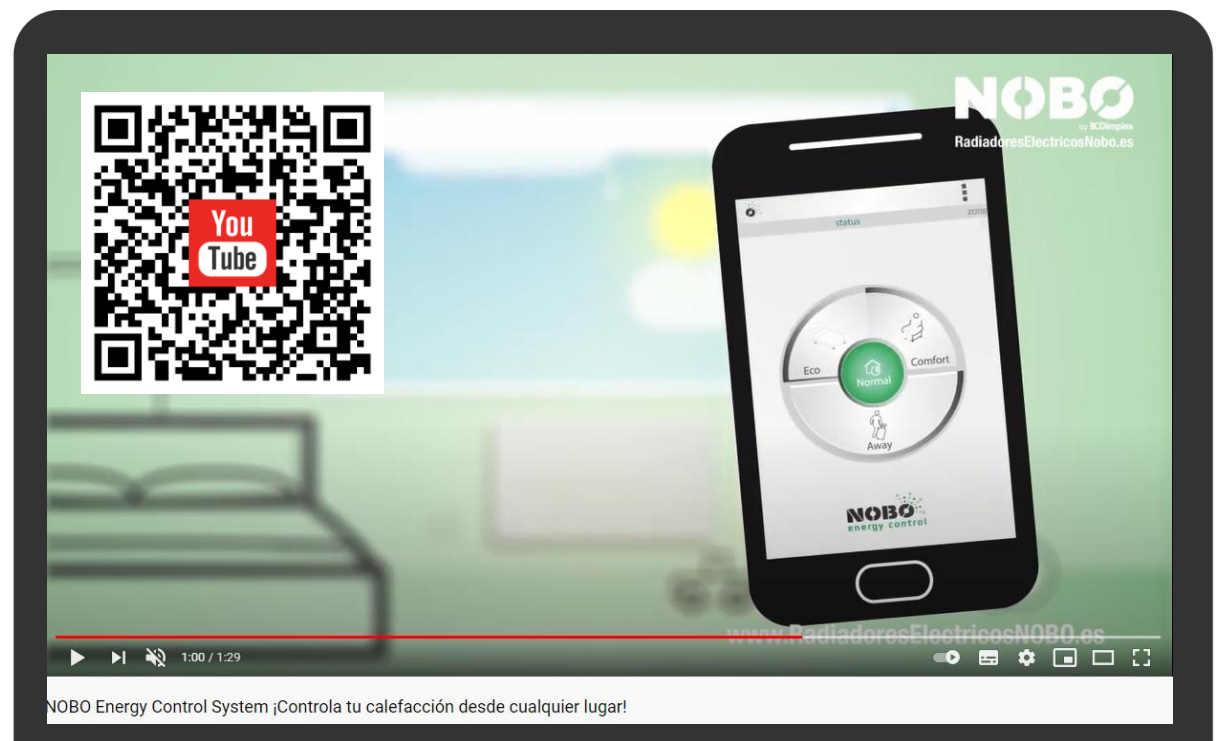 NOBO
by GCDimplex
RadiadoresElectricosNobo.es
You
Tube
status
zone
Eco
Comfort
Normal
Away
NOBO
energy control
www.RadiadoresElectricosNOBO.es
1:00 / 1:29
NOBO Energy Control System ¡Controla tu calefacción desde cualquier lugar!